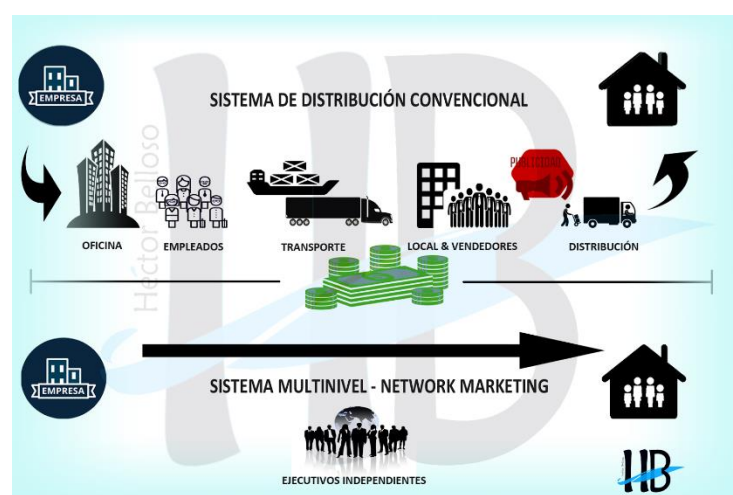 EMPRESA
SISTEMA DE DISTRIBUCIÓN CONVENCIONAL
PUBLICIDAD
OFICINA
EMPLEADOS
TRANSPORTE
LOCAL & VENDEDORES
DISTRIBUCIÓN
Héctor Belloso
HB
EMPRESA
SISTEMA MULTINIVEL - NETWORK MARKETING
EJECUTIVOS INDEPENDIENTES
HB